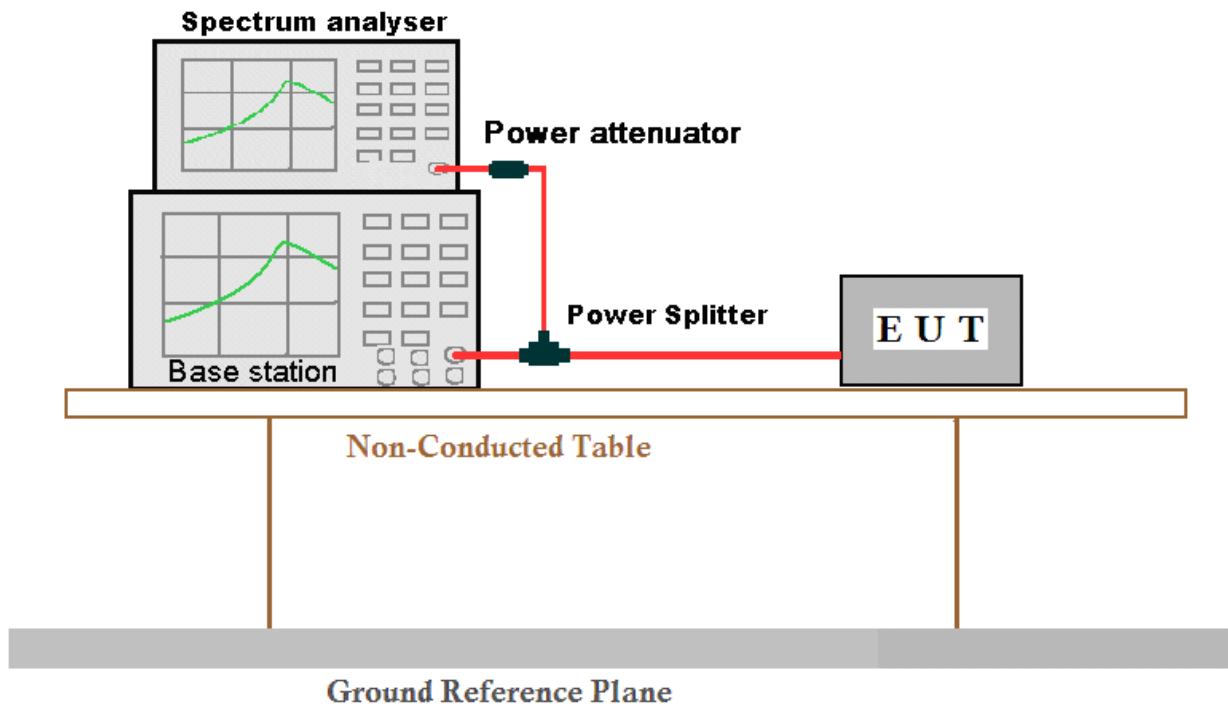 Spectrum analyser
Power attenuator
Power Splitter
E U T
Base station
Non-Conducted Table
Ground Reference Plane